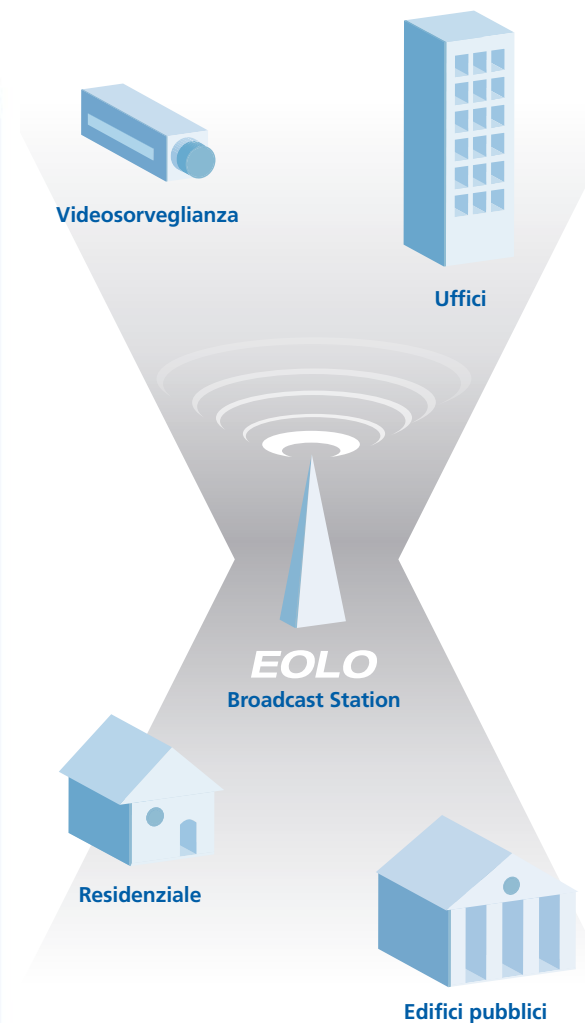 Videosorveglianza
Uffici
EOLO
Broadcast Station
Residenziale
Edifici pubblici